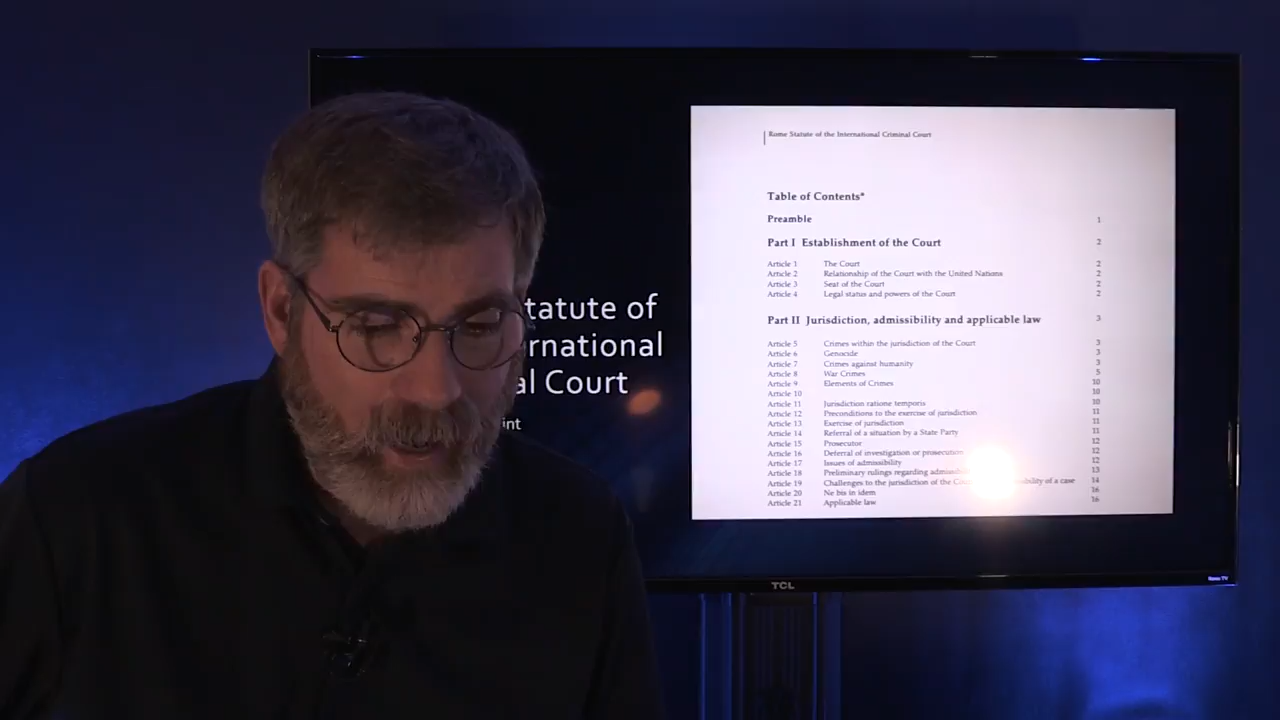 tatute of
rnational
al Court
int
Rome Statute of the International Criminal Court
Table of Contents*
Preamble 1
Part I Establishment of the Court 2
Article 1 The Court 2
Article 2 Relationship of the Court with the United Nations 2
Article 3 Seat of the Court 2
Article 4 Legal status and powers of the Court 2
Part II Jurisdiction, admissibility and applicable law 3
Article 5 Crimes within the jurisdiction of the Court 3
Article 6 Genocide 3
Article 7 Crimes against humanity 3
Article 8 War Crimes 5
Article 9 Elements of Crimes 10
Article 10 10
Article 11 Jurisdiction ratione temporis 10
Article 12 Preconditions to the exercise of jurisdiction 11
Article 13 Exercise of jurisdiction 11
Article 14 Referral of a situation by a State Party 11
Article 15 Prosecutor 12
Article 16 Deferral of investigation or prosecution 12
Article 17 Issues of admissibility 12
Article 18 Preliminary rulings regarding 13
Article 19 Challenges to the jurisdiction of the of a case 14
Article 20 Ne bis in idem 16
Article 21 Applicable law 16
TCL
Roku TV